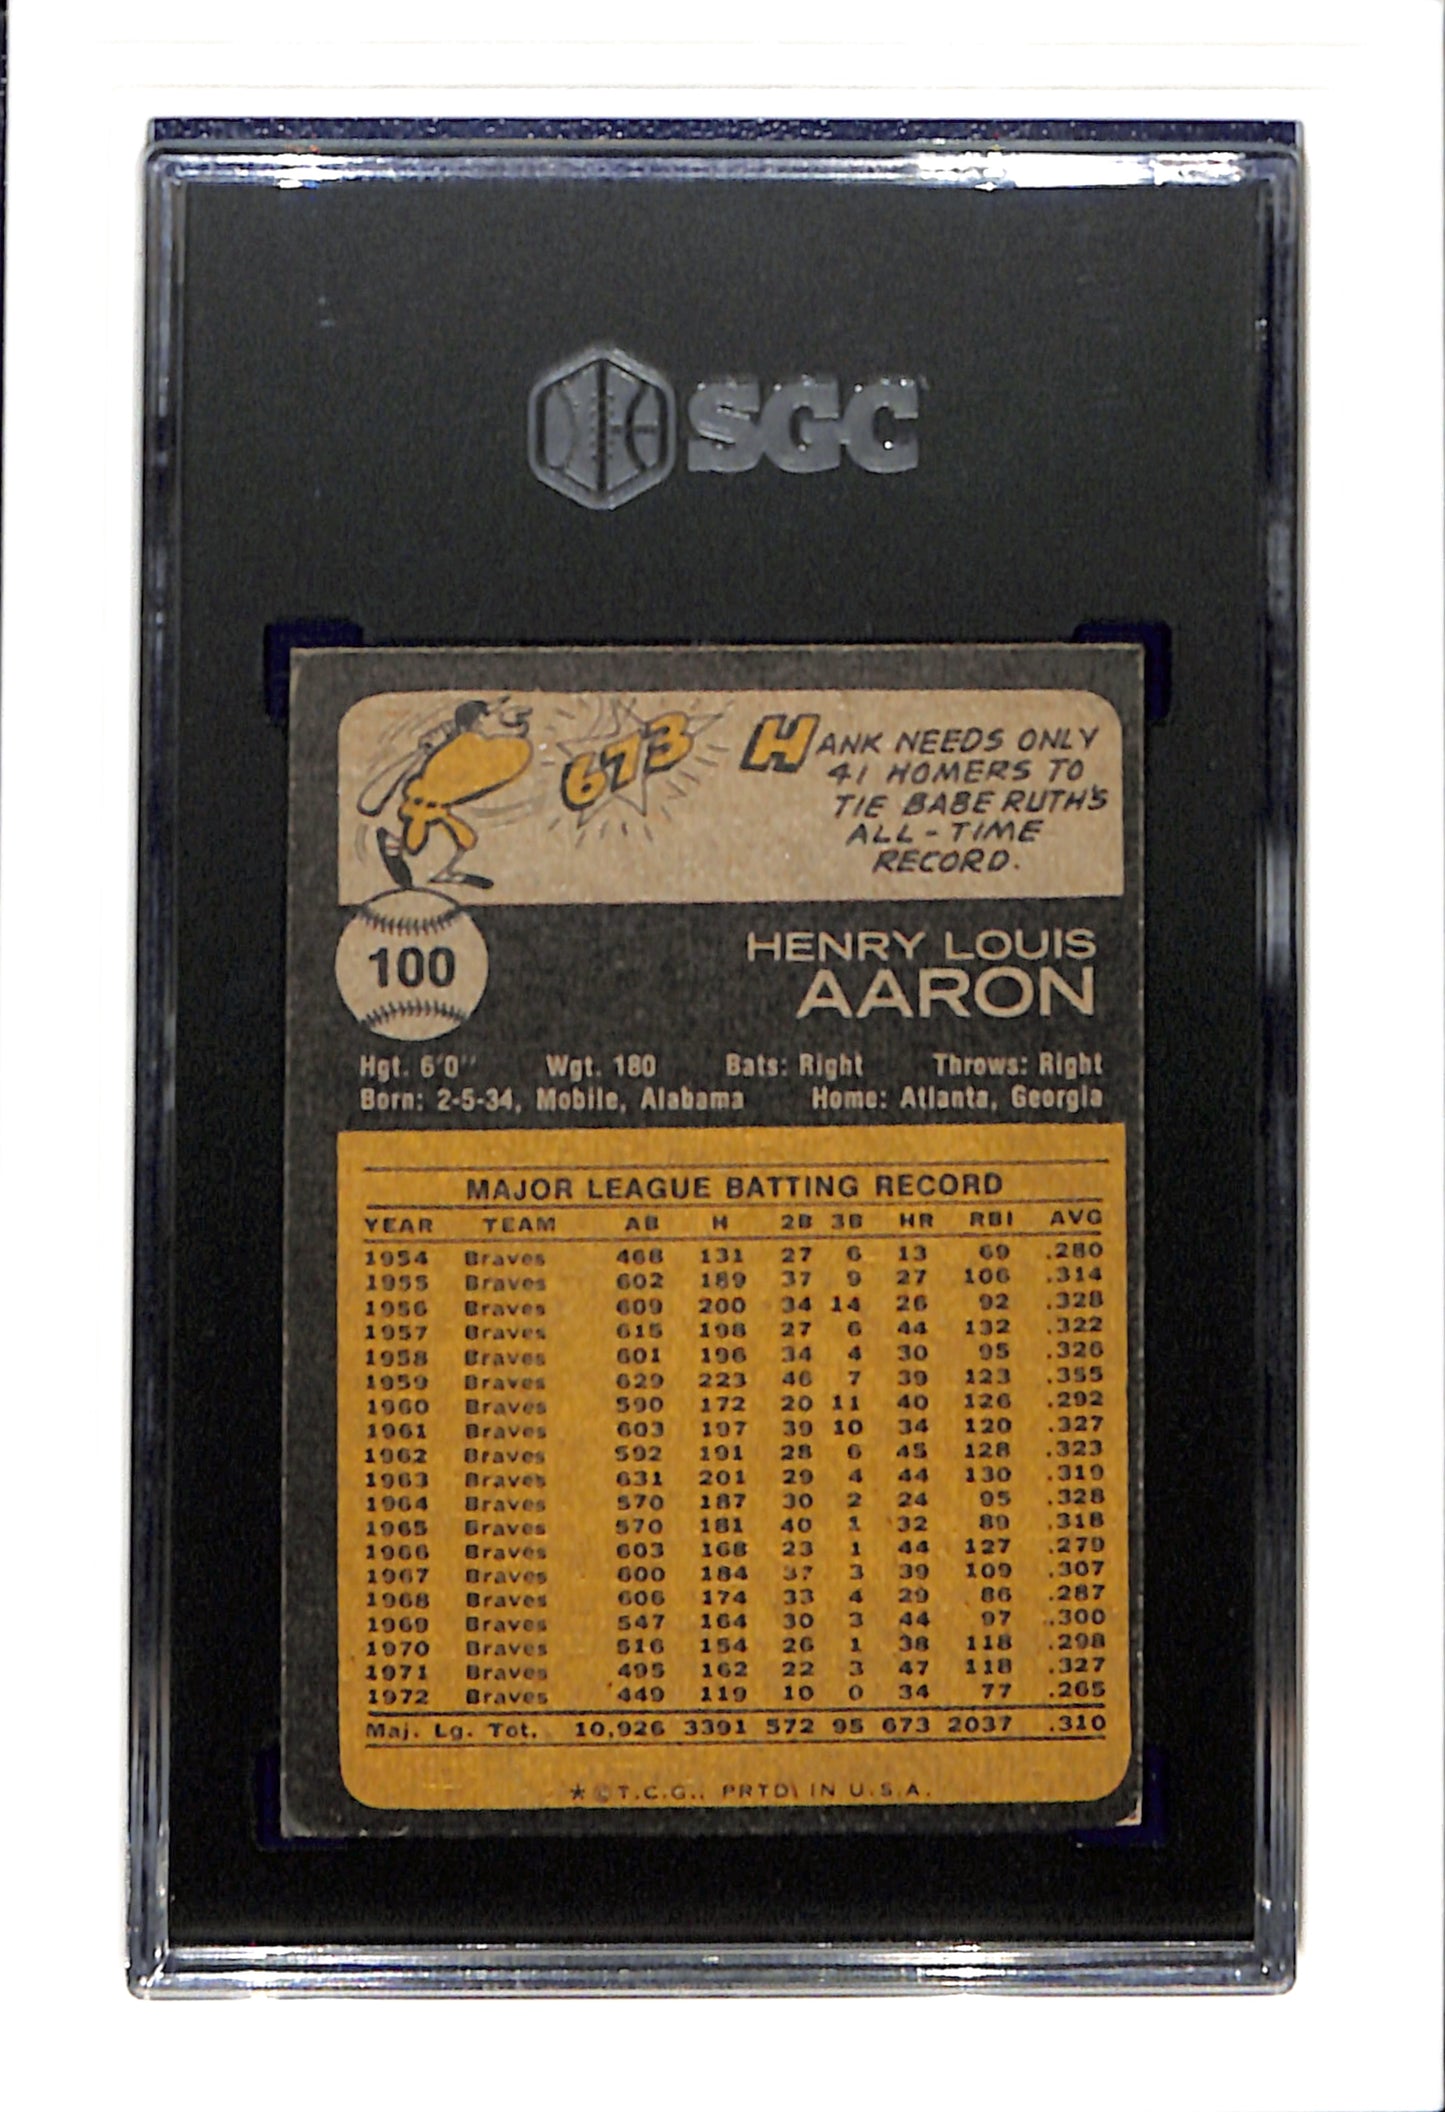 SGC
673
HANK NEEDS ONLY
41 HOMERS TO
TIE BABE RUTH'S
ALL-TIME
RECORD.
100
HENRY LOUIS
AARON
Hgt. 6'0" Wgt. 180 Bats: Right Throws: Right
Born: 2-5-34, Mobile, Alabama Home: Atlanta, Georgia
MAJOR LEAGUE BATTING RECORD
YEAR TEAM AB H 2B 3B HR RBI AVG
1954 Braves 468 131 27 6 13 69 .280
1955 Braves 602 189 37 9 27 106 .314
1956 Braves 609 200 34 14 26 92 .328
1957 Braves 615 198 27 6 44 132 .322
1958 Braves 601 196 34 4 30 95 .326
1959 Braves 629 223 46 7 39 123 .355
1960 Braves 590 172 20 11 40 126 .292
1961 Braves 603 197 39 10 34 120 .327
1962 Braves 592 191 28 6 45 128 .323
1963 Braves 631 201 29 4 44 130 .319
1964 Braves 570 187 30 2 24 95 .328
1965 Braves 570 181 40 1 32 89 .318
1966 Braves 603 168 23 1 44 127 .279
1967 Braves 600 184 37 3 39 109 .307
1968 Braves 606 174 33 4 29 86 .287
1969 Braves 547 164 30 3 44 97 .300
1970 Braves 516 154 26 1 38 118 .298
1971 Braves 495 162 22 3 47 118 .327
1972 Braves 449 119 10 0 34 77 .265
Maj. Lg. Tot. 10,926 3391 572 95 673 2037 .310
*© T.C.G., PRTD. IN U.S.A.